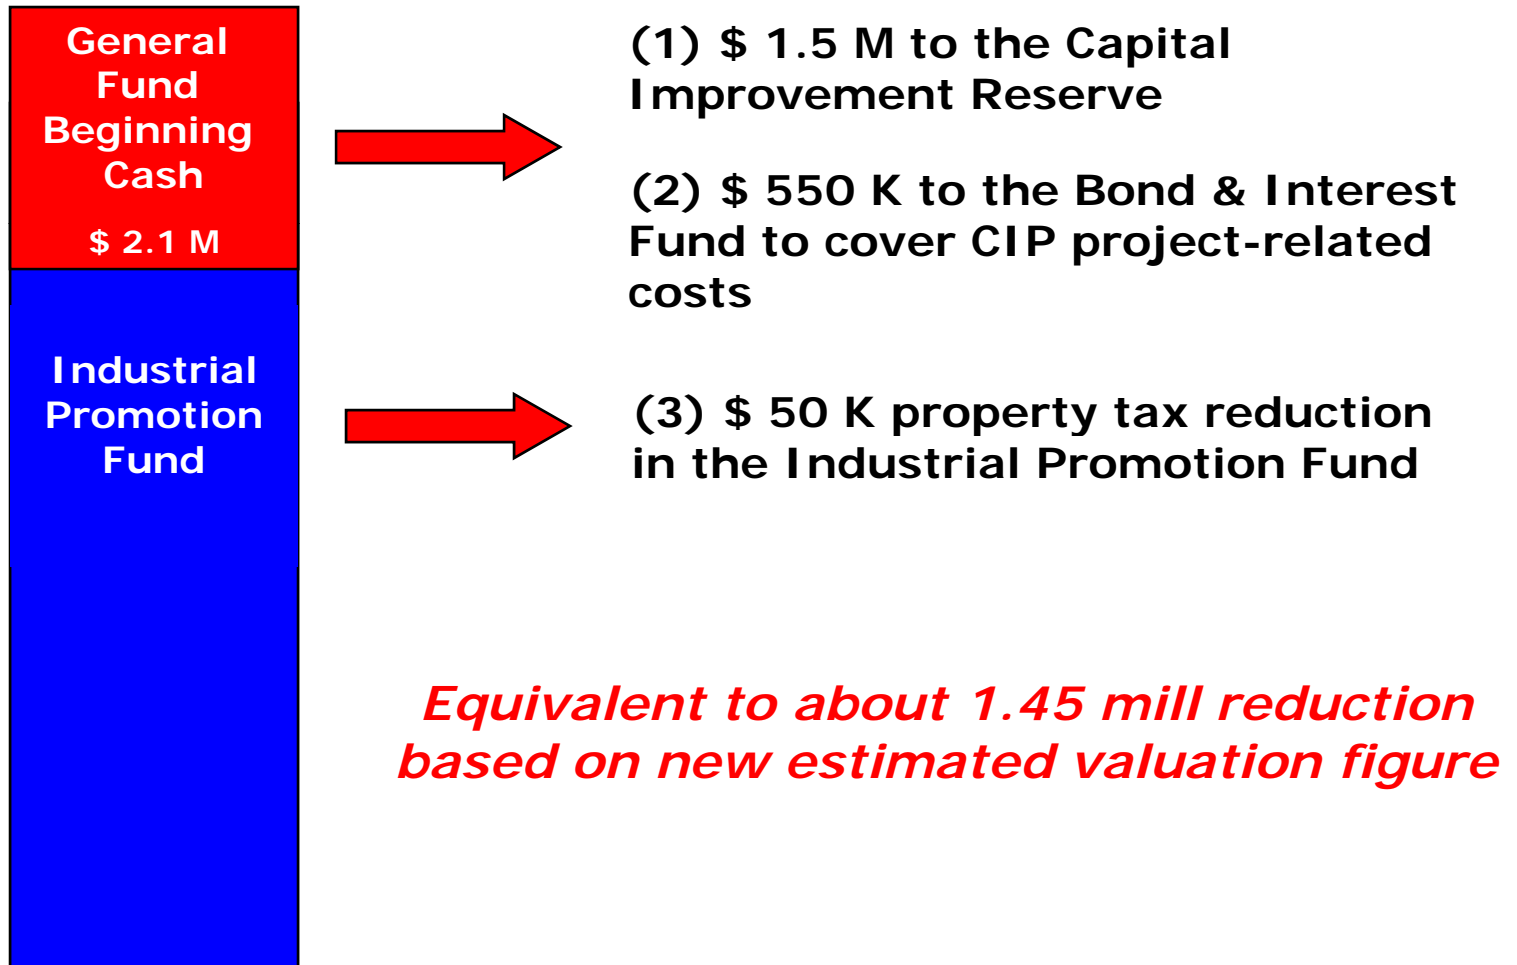 General
Fund
Beginning
Cash
$ 2.1 M
(1) $ 1.5 M to the Capital
Improvement Reserve
(2) $ 550 K to the Bond & Interest
Fund to cover CIP project-related
costs
Industrial
Promotion
Fund
(3) $ 50 K property tax reduction
in the Industrial Promotion Fund
Equivalent to about 1.45 mill reduction
based on new estimated valuation figure